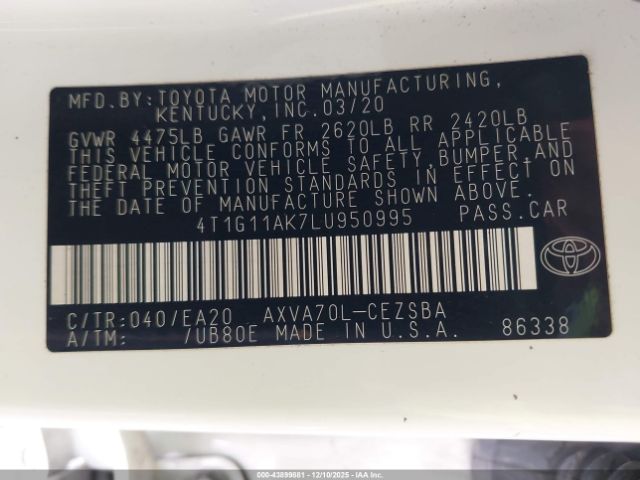 MFD.BY:TOYOTA MOTOR MANUFACTURING,
KENTUCKY,INC.03/20
GVWR 4475LB GAWR FR 2620LB RR 2420LB
THIS VEHICLE CONFORMS TO ALL APPLICABLE
FEDERAL MOTOR VEHICLE SAFETY,BUMPER,AND
THEFT PREVENTION STANDARDS IN EFFECT ON
THE DATE OF MANUFACTURE SHOWN ABOVE.
4T1G11AK7LU950995 PASS.CAR
C/TR:040/EA20 AXVA70L-CEZSBA
A/TM: /UB80E MADE IN U.S.A. 86338
000-43899881 - 12/10/2025 - IAAI